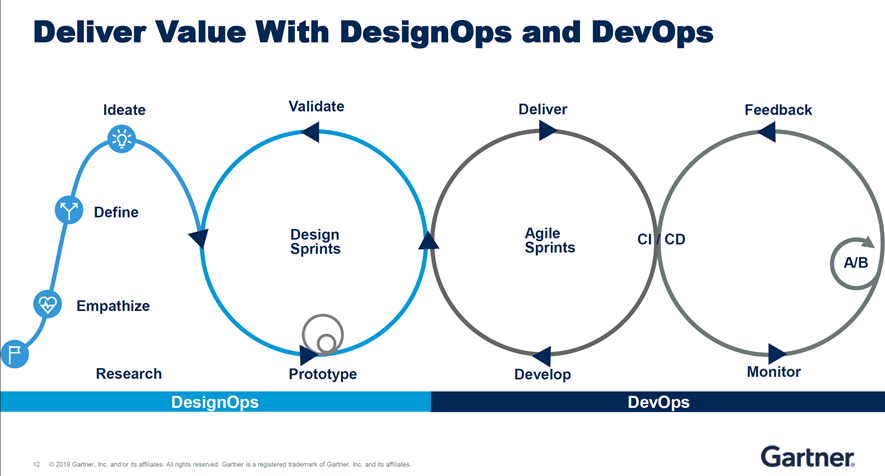 Deliver Value With DesignOps and DevOps
Ideate
Validate
Deliver
Feedback
Define
Design
Sprints
Agile
Sprints
CI / CD
A/B
Empathize
Research
Prototype
Develop
Monitor
DesignOps
DevOps
12 © 2019 Gartner, Inc. and/or its affiliates. All rights reserved. Gartner is a registered trademark of Gartner, Inc. and its affiliates.
Gartner.